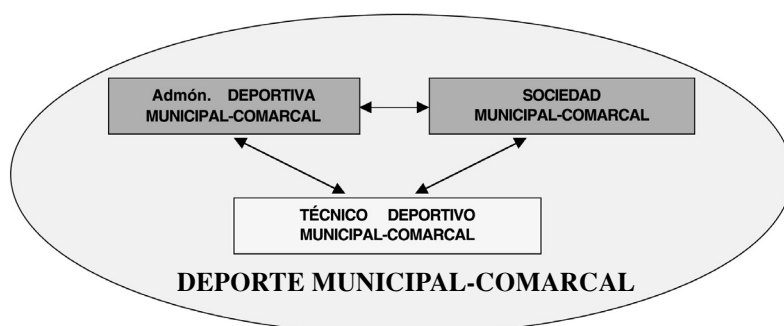 Admón. DEPORTIVA
MUNICIPAL-COMARCAL
SOCIEDAD
MUNICIPAL-COMARCAL
TÉCNICO DEPORTIVO
MUNICIPAL-COMARCAL
DEPORTE MUNICIPAL-COMARCAL